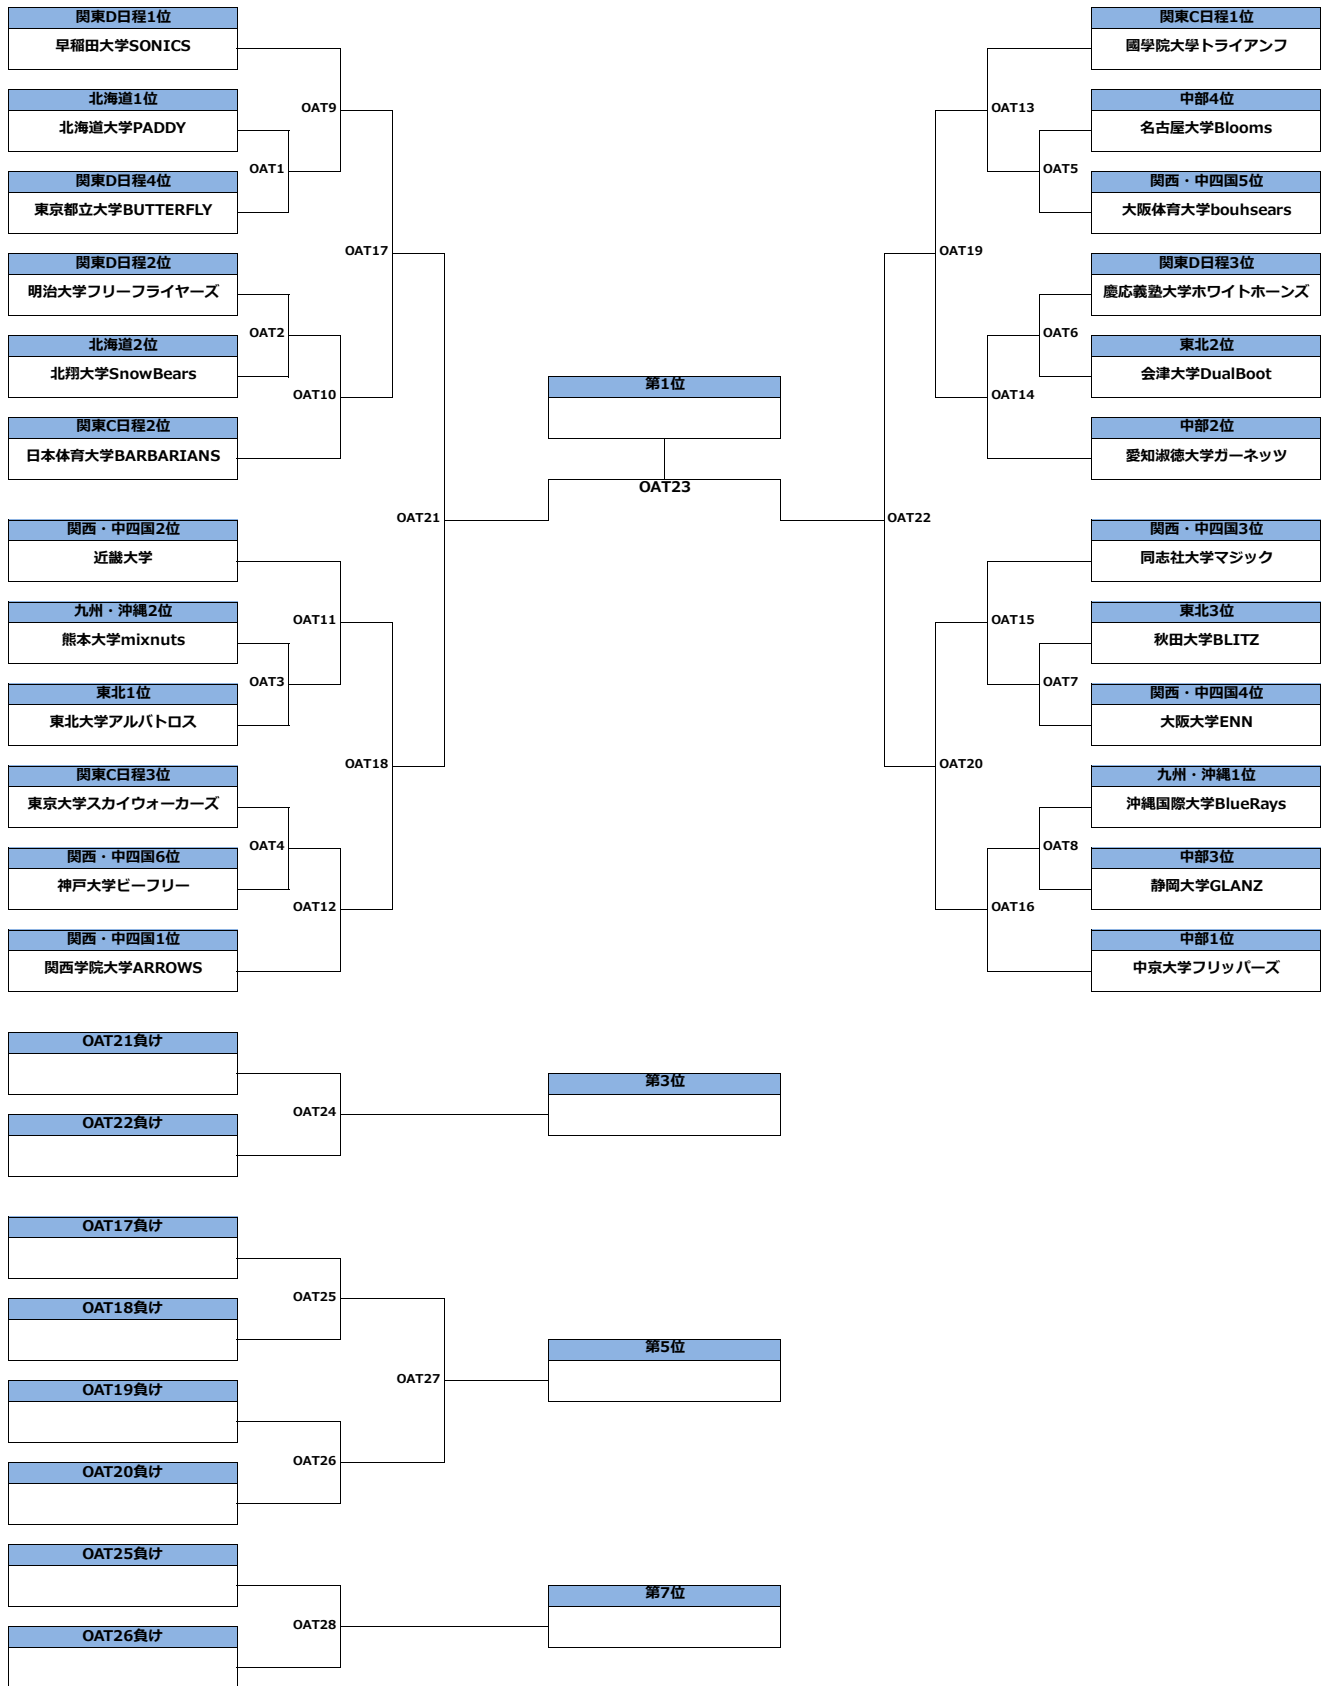 関東D日程1位
早稲田大学SONICS
北海道1位
北海道大学PADDY
関東D日程4位
東京都立大学BUTTERFLY
関東D日程2位
明治大学フリーフライヤーズ
北海道2位
北翔大学SnowBears
関東C日程2位
日本体育大学BARBARIANS
関西・中四国2位
近畿大学
九州・沖縄2位
熊本大学mixnuts
東北1位
東北大学アルバトロス
関東C日程3位
東京大学スカイウォーカーズ
関西・中四国6位
神戸大学ビーフリー
関西・中四国1位
関西学院大学ARROWS
OAT9
OAT1
OAT17
OAT2
OAT10
OAT21
OAT11
OAT3
OAT18
OAT4
OAT12
第1位
OAT23
関東C日程1位
國學院大學トライアンフ
中部4位
名古屋大学Blooms
関西・中四国5位
大阪体育大学bouhsears
関東D日程3位
慶応義塾大学ホワイトホーンズ
東北2位
会津大学DualBoot
中部2位
愛知淑徳大学ガーネッツ
関西・中四国3位
同志社大学マジック
東北3位
秋田大学BLITZ
関西・中四国4位
大阪大学ENN
九州・沖縄1位
沖縄国際大学BlueRays
中部3位
静岡大学GLANZ
中部1位
中京大学フリッパーズ
OAT13
OAT5
OAT19
OAT6
OAT14
OAT22
OAT15
OAT7
OAT20
OAT8
OAT16
OAT21負け
OAT22負け
OAT24
第3位
OAT17負け
OAT18負け
OAT19負け
OAT20負け
OAT25
OAT26
OAT27
第5位
OAT25負け
OAT26負け
OAT28
第7位